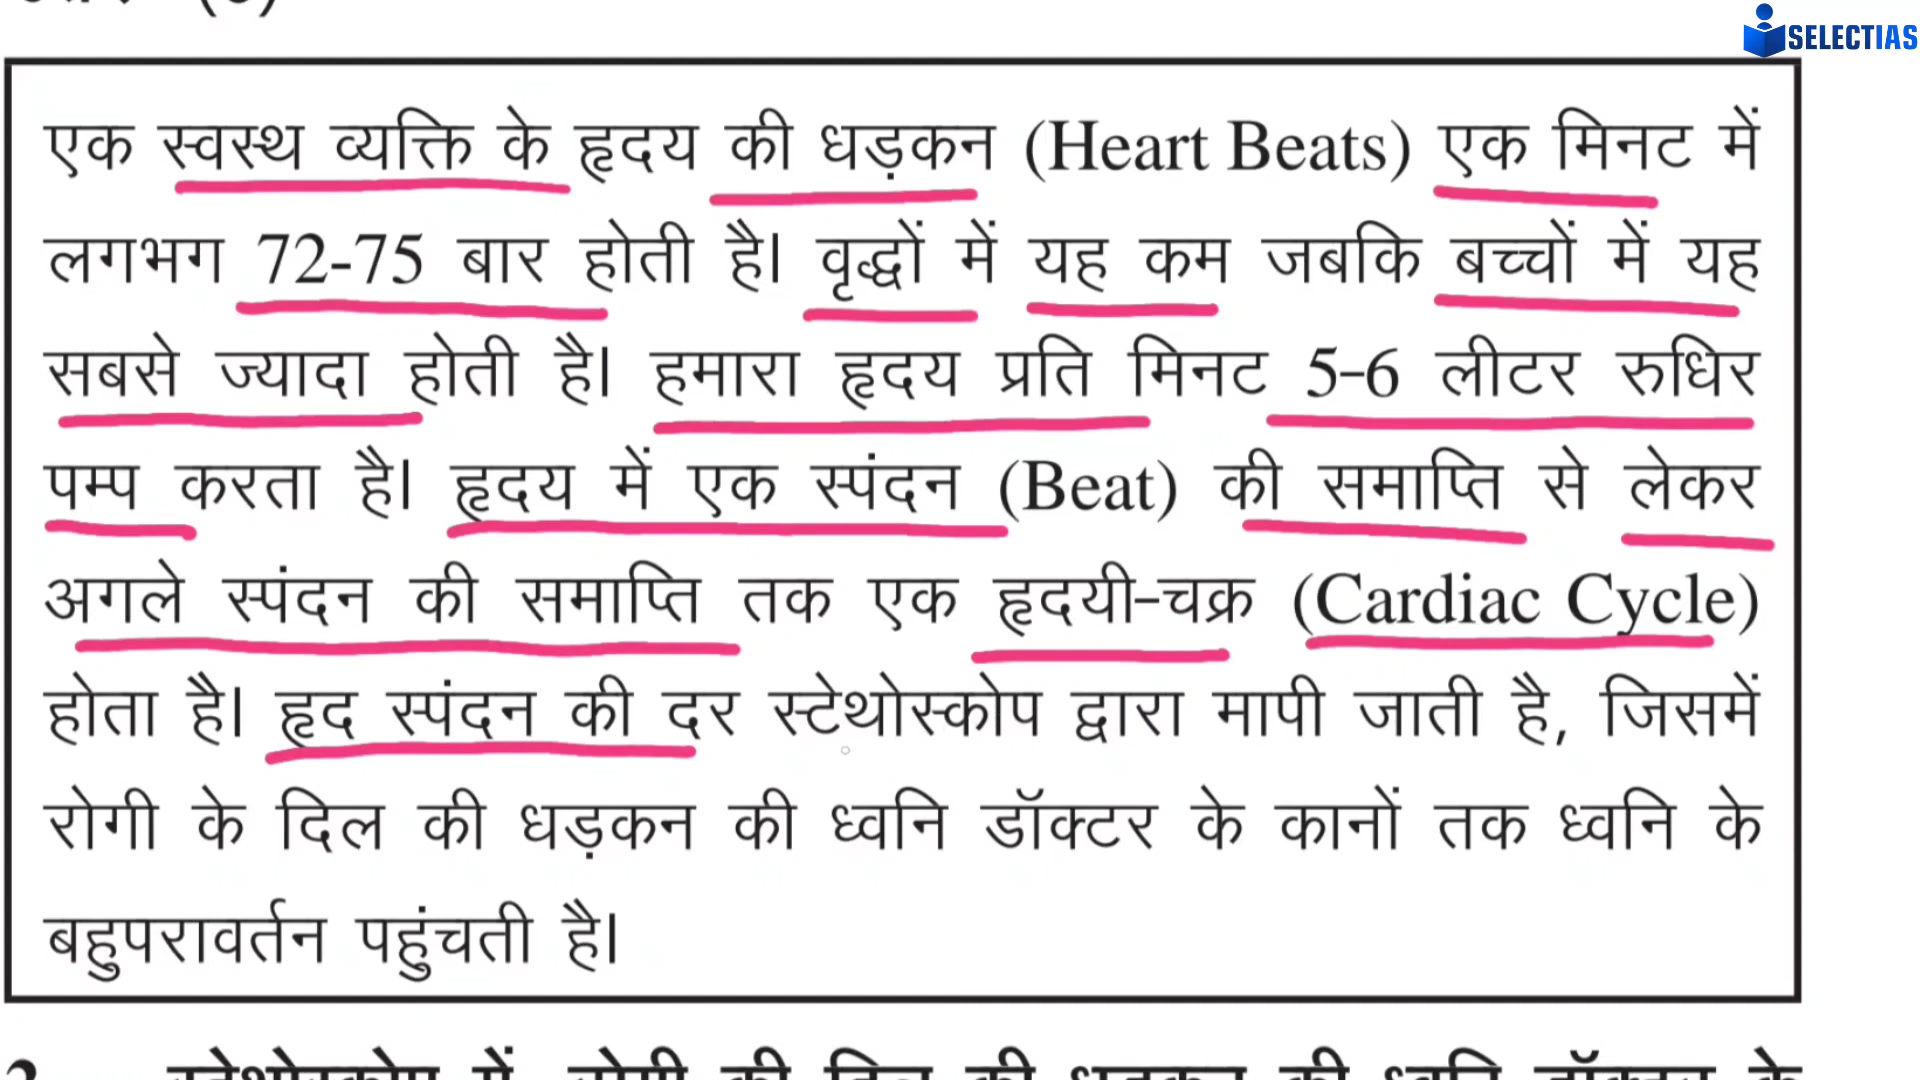 SELECTIAS
एक स्वस्थ व्यक्ति के हृदय की धड़कन (Heart Beats) एक मिनट में
लगभग 72-75 बार होती है। वृद्धों में यह कम जबकि बच्चों में यह
सबसे ज्यादा होती है। हमारा हृदय प्रति मिनट 5-6 लीटर रुधिर
पम्प करता है। हृदय में एक स्पंदन (Beat) की समाप्ति से लेकर
अगले स्पंदन की समाप्ति तक एक हृदयी-चक्र (Cardiac Cycle)
होता है। हृद स्पंदन की दर स्टेथोस्कोप द्वारा मापी जाती है, जिसमें
रोगी के दिल की धड़कन की ध्वनि डॉक्टर के कानों तक ध्वनि के
बहुपरावर्तन पहुंचती है।